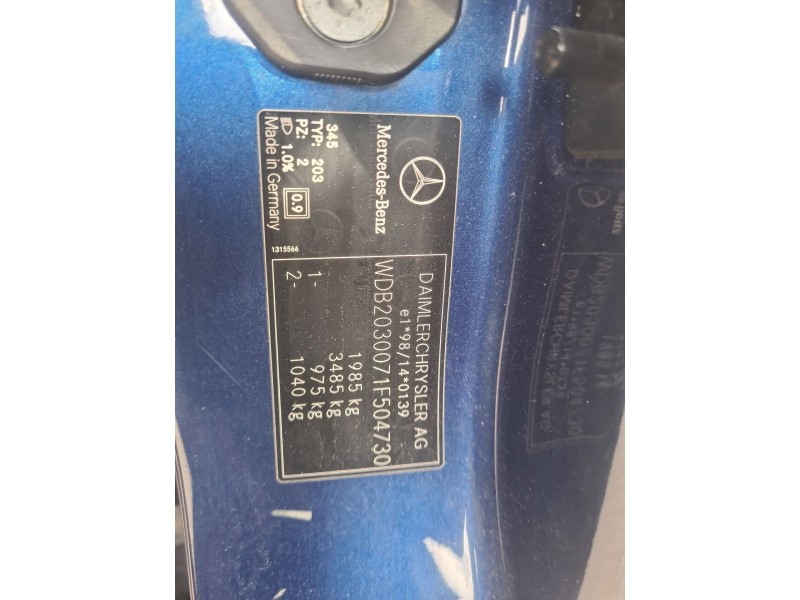 Mercedes-Benz
345
TYP: 203
PZ: 2
1.0%
0.9
Made in Germany
1315566
DAIMLERCHRYSLER AG
e1*98/14*0139
WDB2030071F504730
1985 kg
3485 kg
1- 975 kg
2- 1040 kg